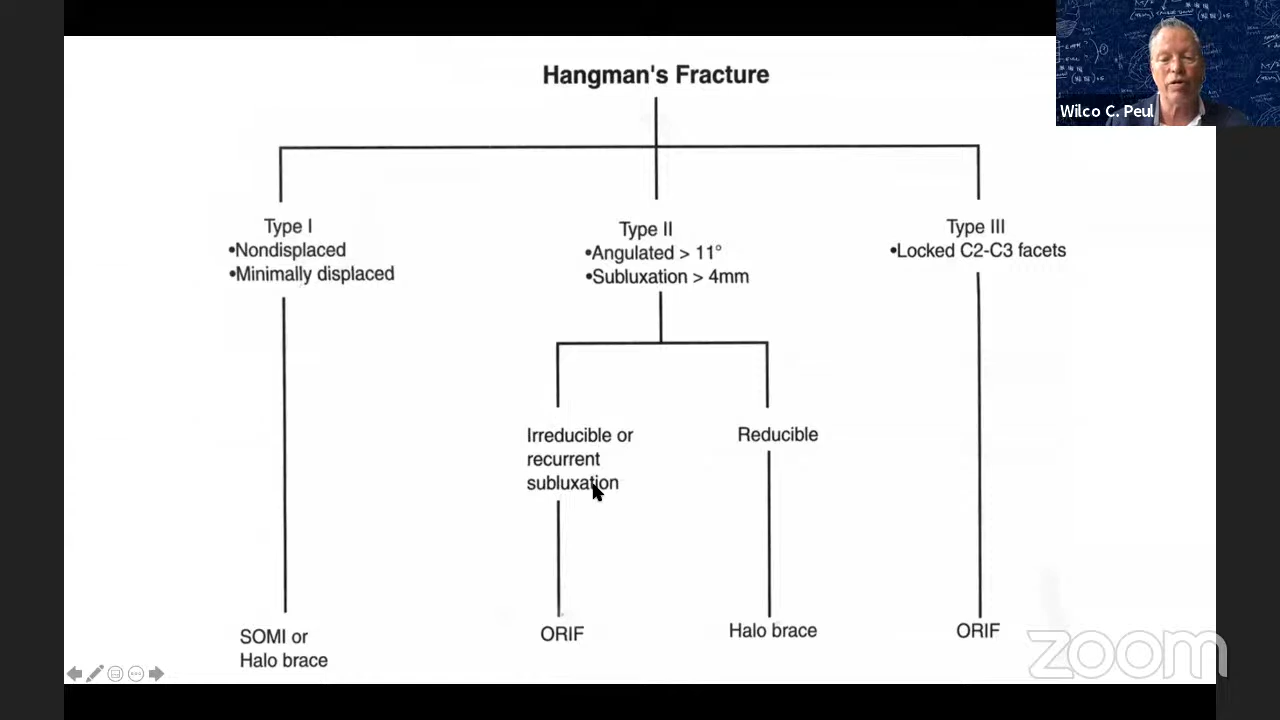 Hangman's Fracture
Wilco C. Peul
Type I
•Nondisplaced
•Minimally displaced
Type II
•Angulated > 11°
•Subluxation > 4mm
Type III
•Locked C2-C3 facets
Irreducible or
recurrent
subluxation
Reducible
SOMI or
Halo brace
ORIF
Halo brace
ORIF
zoom